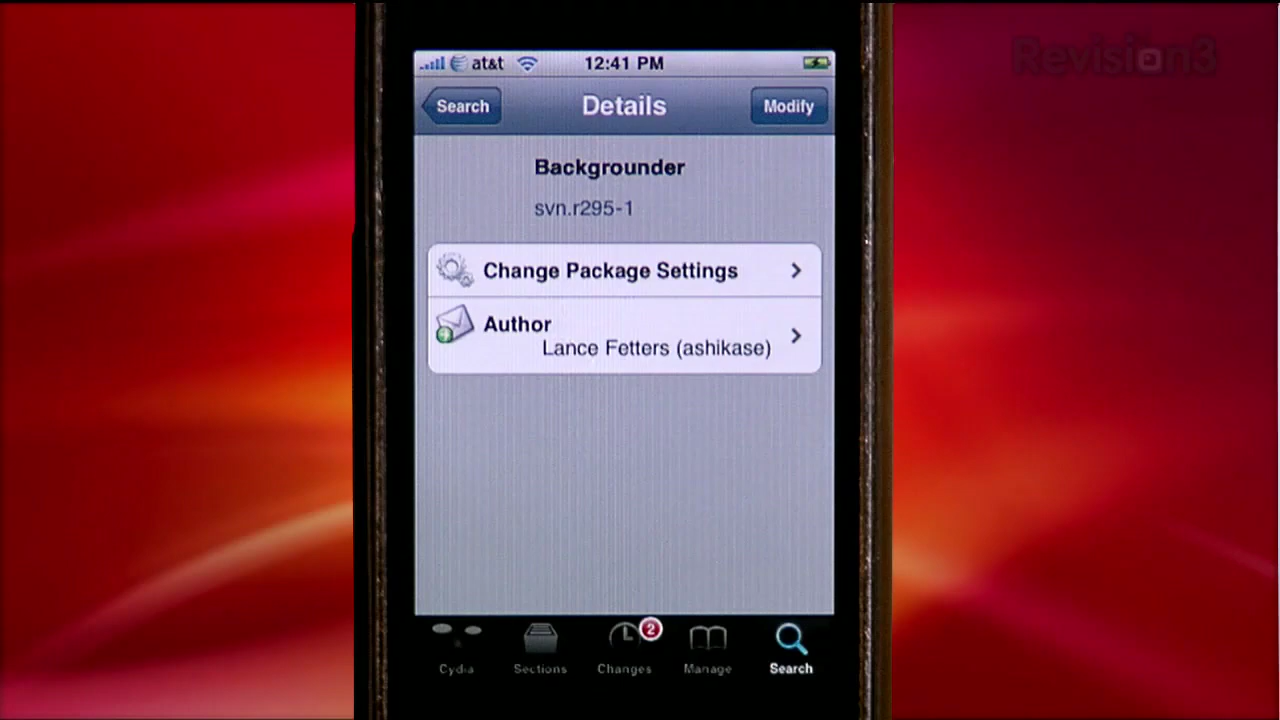 Revision3
at&t 12:41 PM
Search Details Modify
Backgrounder
svn.r295-1
Change Package Settings
Author
Lance Fetters (ashikase)
2
Cydia Sections Changes Manage Search